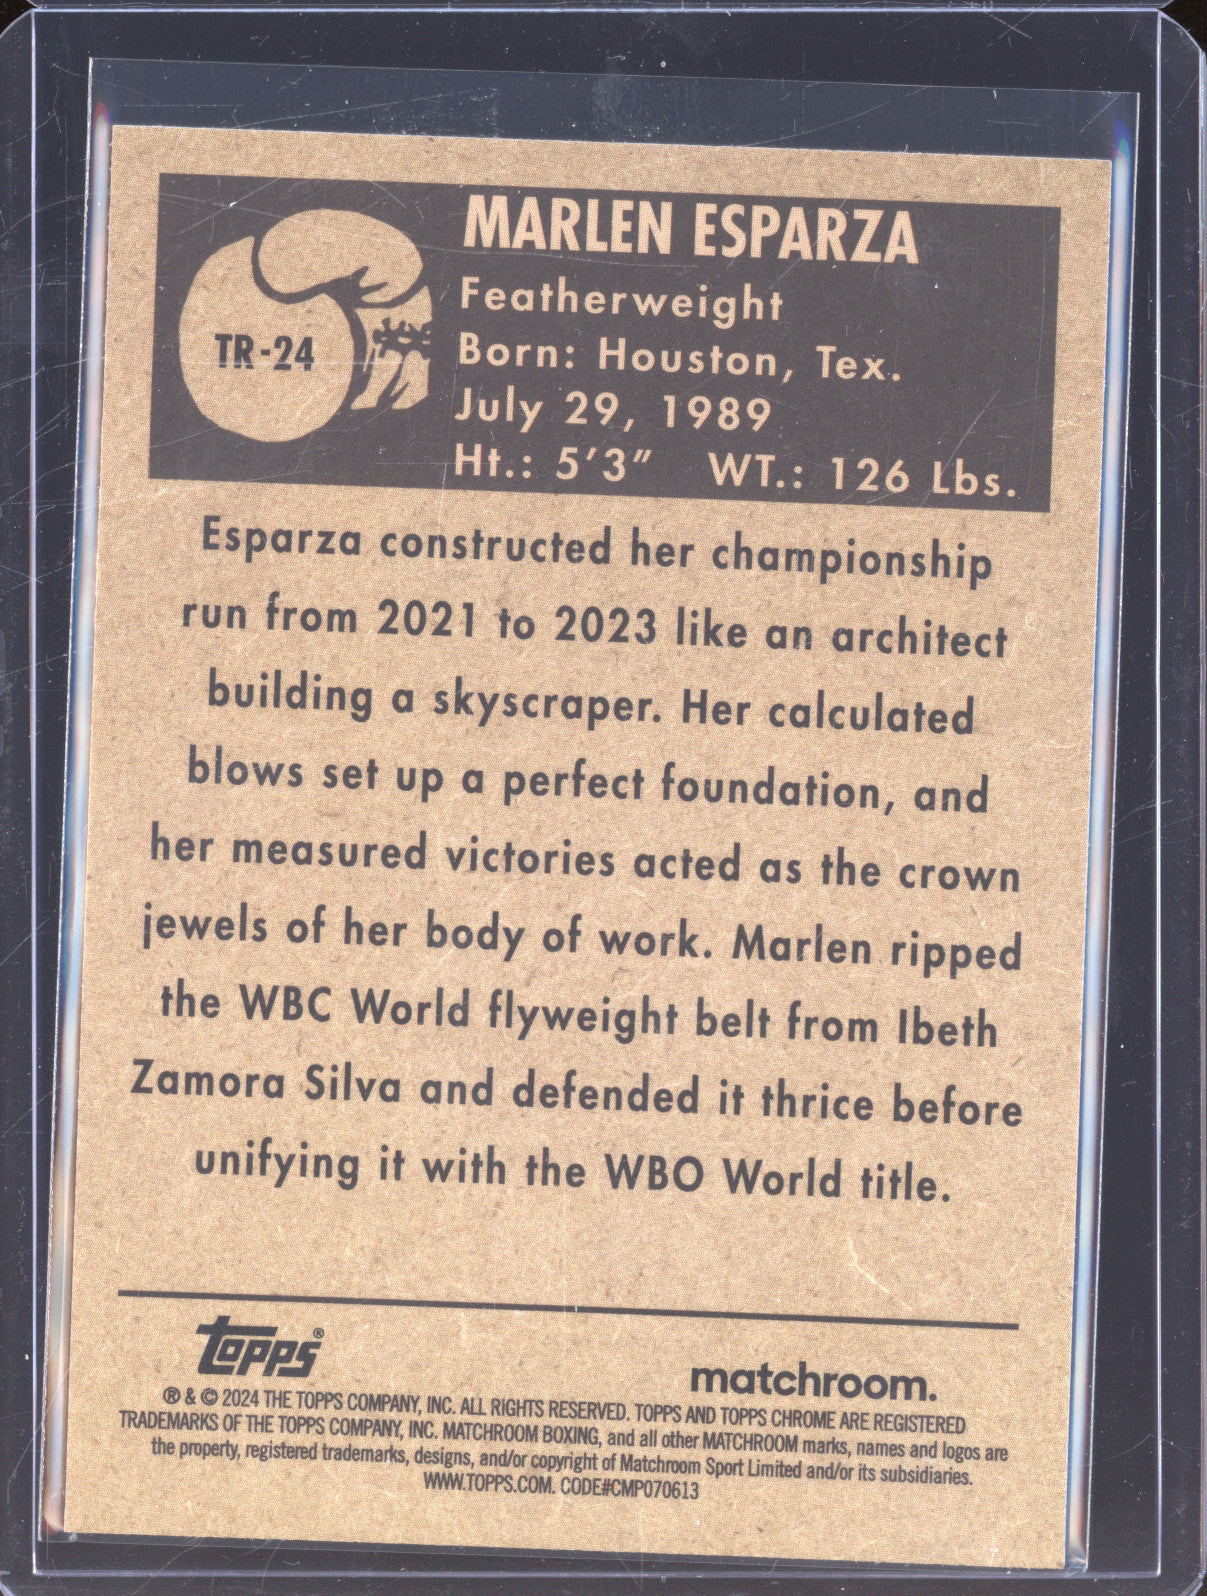 MARLEN ESPARZA
Featherweight
TR-24
Born: Houston, Tex.
July 29, 1989
Ht.: 5'3" WT.: 126 Lbs.
Esparza constructed her championship
run from 2021 to 2023 like an architect
building a skyscraper. Her calculated
blows set up a perfect foundation, and
her measured victories acted as the crown
jewels of her body of work. Marlen ripped
the WBC World flyweight belt from Ibeth
Zamora Silva and defended it thrice before
unifying it with the WBO World title.
topps®
matchroom.
® & © 2024 THE TOPPS COMPANY, INC. ALL RIGHTS RESERVED. TOPPS AND TOPPS CHROME ARE REGISTERED
TRADEMARKS OF THE TOPPS COMPANY, INC. MATCHROOM BOXING, and all other MATCHROOM marks, names and logos are
the property, registered trademarks, designs, and/or copyright of Matchroom Sport Limited and/or its subsidiaries.
WWW.TOPPS.COM. CODE#CMP070613